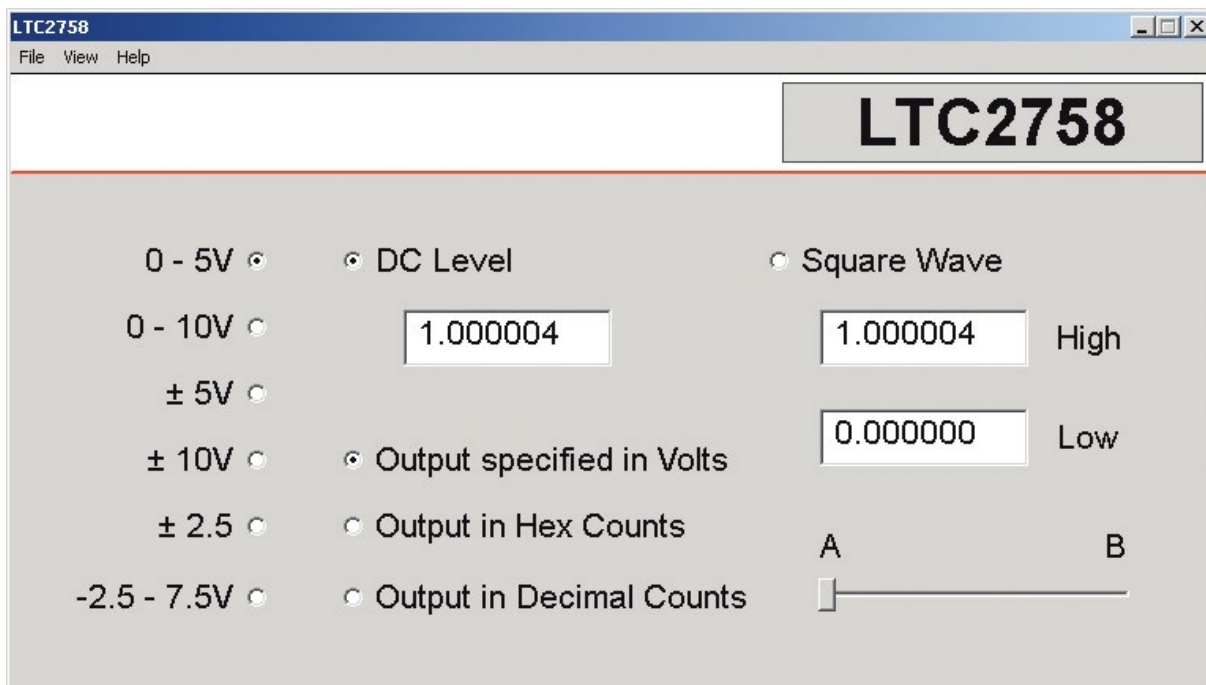 LTC2758
File View Help
LTC2758
0 - 5V
0 - 10V
± 5V
± 10V
± 2.5
-2.5 - 7.5V
DC Level
1.000004
Output specified in Volts
Output in Hex Counts
Output in Decimal Counts
Square Wave
1.000004 High
0.000000 Low
A B